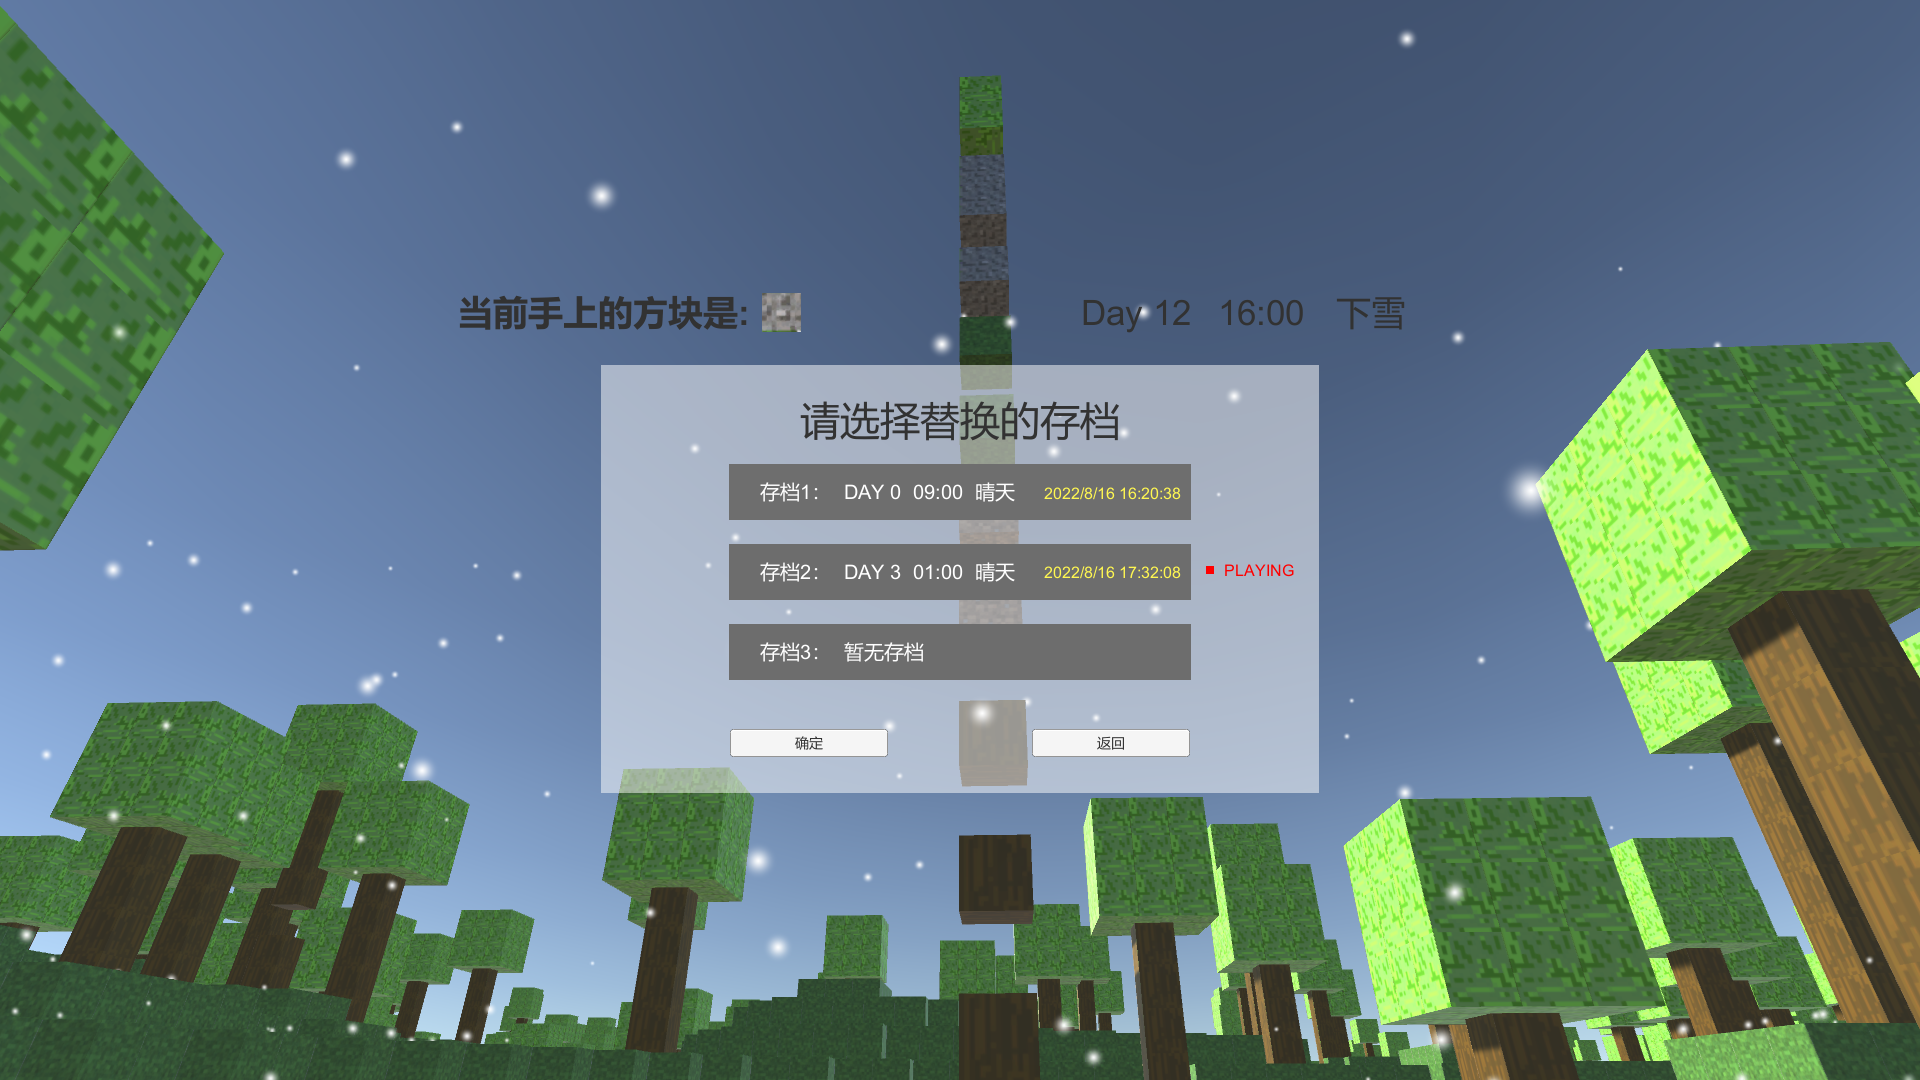 当前手上的方块是:
Day 12 16:00 下雪
请选择替换的存档
存档1： DAY 0 09:00 晴天 2022/8/16 16:20:38
存档2： DAY 3 01:00 晴天 2022/8/16 17:32:08 PLAYING
存档3： 暂无存档
确定 返回